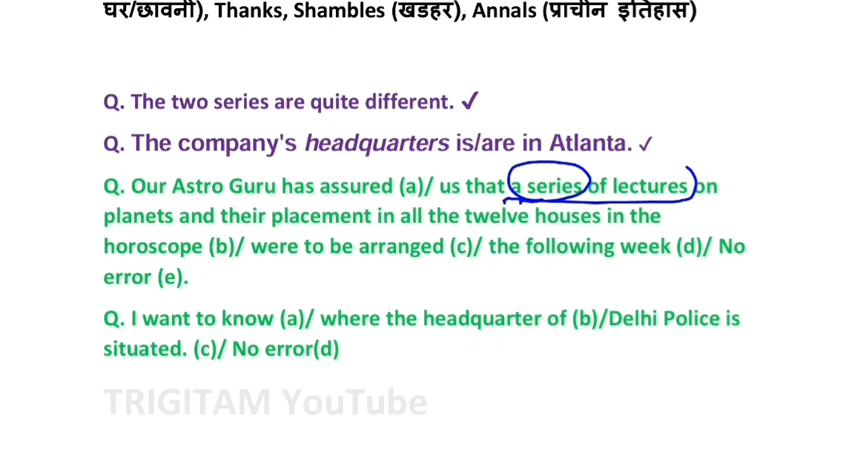 घर/छावनी), Thanks, Shambles (खंडहर), Annals (प्राचीन इतिहास)
Q. The two series are quite different. ✓
Q. The company's headquarters is/are in Atlanta. ✓
Q. Our Astro Guru has assured (a)/ us that a series of lectures on
planets and their placement in all the twelve houses in the
horoscope (b)/ were to be arranged (c)/ the following week (d)/ No
error (e).
Q. I want to know (a)/ where the headquarter of (b)/Delhi Police is
situated. (c)/ No error(d)
TRIGITAM YouTube